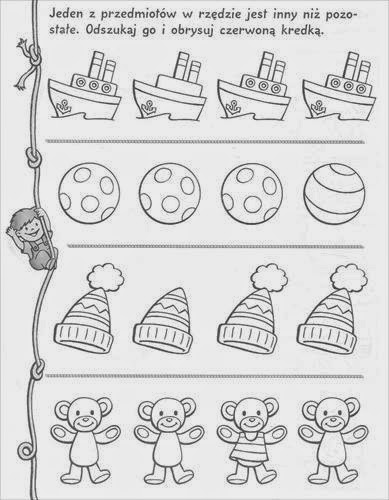 Jeden z przedmiotów w rzędzie jest inny niż pozo-
stałe. Odszukaj go i obrysuj czerwoną kredką.